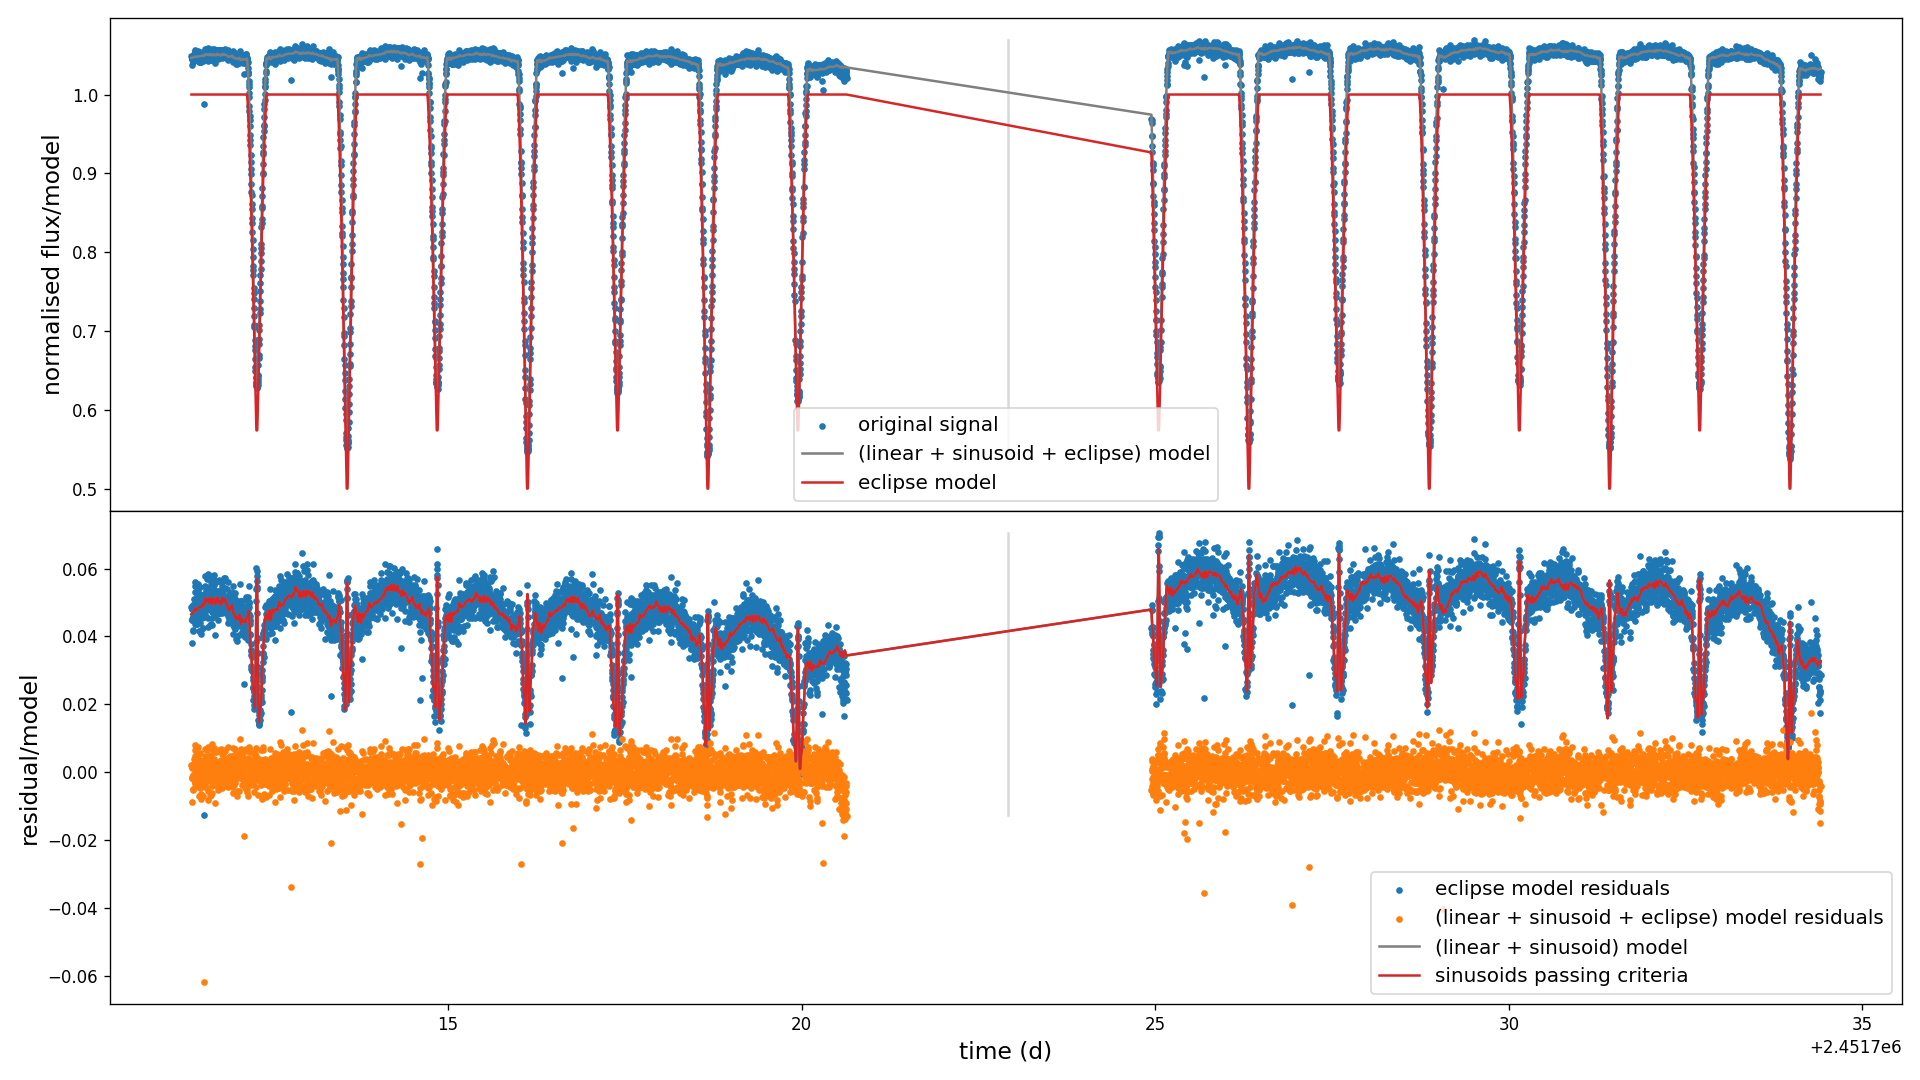 normalised flux/model
1.0
0.9
0.8
0.7
0.6
0.5
original signal
(linear + sinusoid + eclipse) model
eclipse model
residual/model
0.06
0.04
0.02
0.00
−0.02
−0.04
−0.06
eclipse model residuals
(linear + sinusoid + eclipse) model residuals
(linear + sinusoid) model
sinusoids passing criteria
15
20
25
30
35
time (d)
+2.4517e6